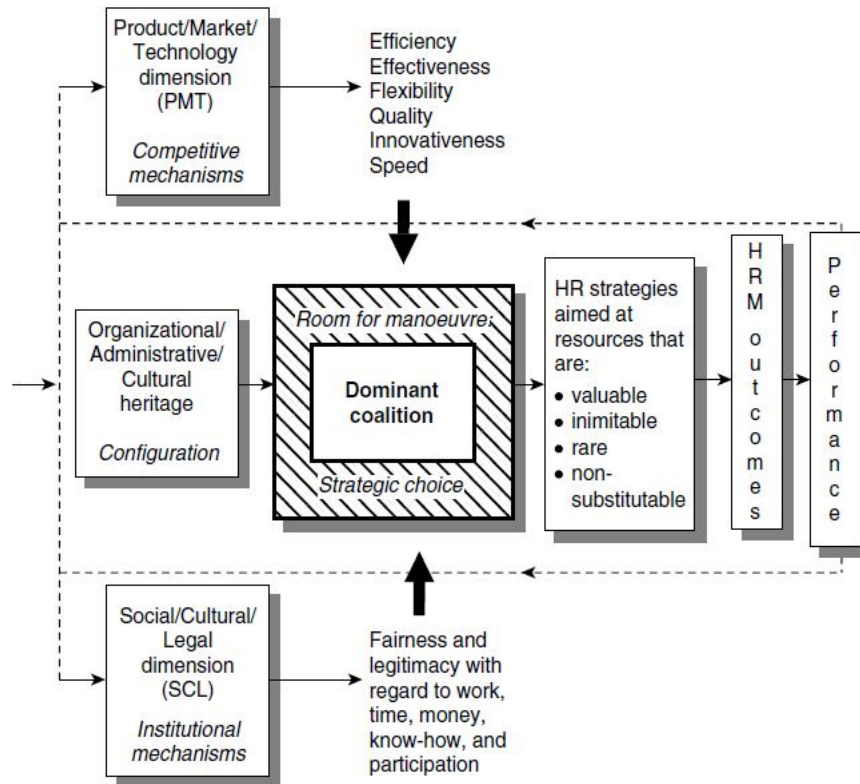 Product/Market/
Technology
dimension
(PMT)
Competitive
mechanisms
Efficiency
Effectiveness
Flexibility
Quality
Innovativeness
Speed
Organizational/
Administrative/
Cultural
heritage
Configuration
Room for manoeuvre:
Dominant
coalition
Strategic choice
HR strategies
aimed at
resources that
are:
• valuable
• inimitable
• rare
• non-
substitutable
HRM outcomes
Performance
Social/Cultural/
Legal
dimension
(SCL)
Institutional
mechanisms
Fairness and
legitimacy with
regard to work,
time, money,
know-how, and
participation